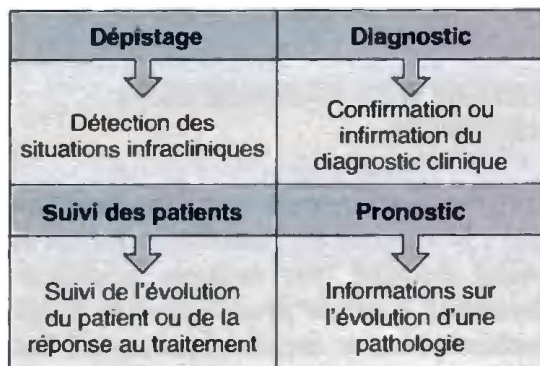 Dépistage
Détection des
situations infracliniques
Diagnostic
Confirmation ou
infirmation du
diagnostic clinique
Suivi des patients
Suivi de l'évolution
du patient ou de la
réponse au traitement
Pronostic
Informations sur
l'évolution d'une
pathologie